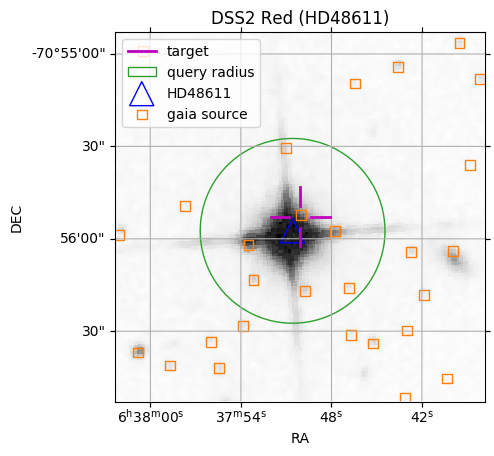 DSS2 Red (HD48611)
target
query radius
HD48611
gaia source
-70°55'00"
30"
56'00"
30"
DEC
6ʰ38ᵐ00ˢ 37ᵐ54ˢ 48ˢ 42ˢ
RA